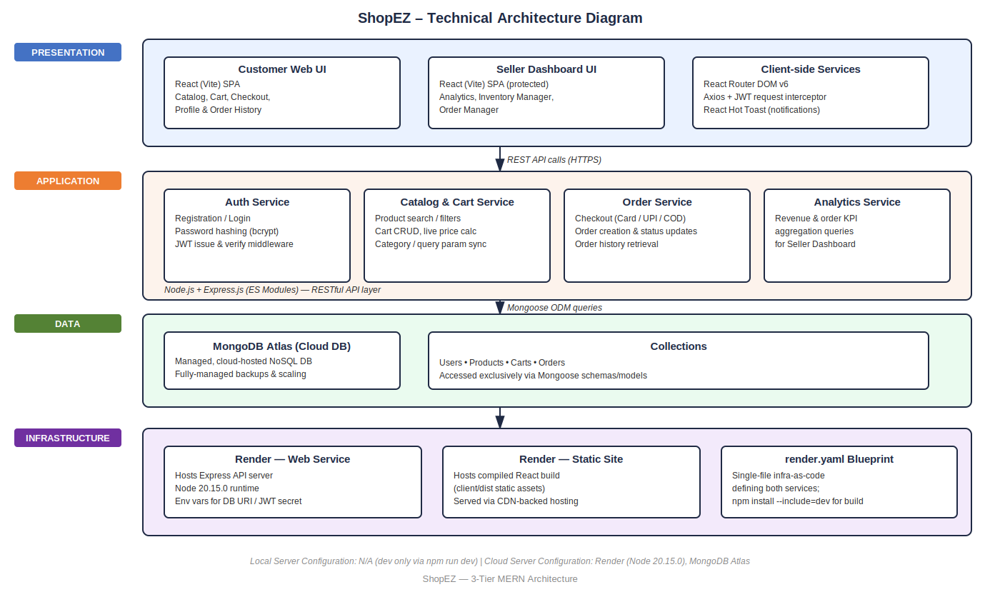 ShopEZ – Technical Architecture Diagram
PRESENTATION
Customer Web UI
React (Vite) SPA
Catalog, Cart, Checkout,
Profile & Order History
Seller Dashboard UI
React (Vite) SPA (protected)
Analytics, Inventory Manager,
Order Manager
Client-side Services
React Router DOM v6
Axios + JWT request interceptor
React Hot Toast (notifications)
REST API calls (HTTPS)
APPLICATION
Auth Service
Registration / Login
Password hashing (bcrypt)
JWT issue & verify middleware
Catalog & Cart Service
Product search / filters
Cart CRUD, live price calc
Category / query param sync
Order Service
Checkout (Card / UPI / COD)
Order creation & status updates
Order history retrieval
Analytics Service
Revenue & order KPI
aggregation queries
for Seller Dashboard
Node.js + Express.js (ES Modules) — RESTful API layer
Mongoose ODM queries
DATA
MongoDB Atlas (Cloud DB)
Managed, cloud-hosted NoSQL DB
Fully-managed backups & scaling
Collections
Users • Products • Carts • Orders
Accessed exclusively via Mongoose schemas/models
INFRASTRUCTURE
Render — Web Service
Hosts Express API server
Node 20.15.0 runtime
Env vars for DB URI / JWT secret
Render — Static Site
Hosts compiled React build
(client/dist static assets)
Served via CDN-backed hosting
render.yaml Blueprint
Single-file infra-as-code
defining both services;
npm install --include=dev for build
Local Server Configuration: N/A (dev only via npm run dev) | Cloud Server Configuration: Render (Node 20.15.0), MongoDB Atlas
ShopEZ — 3-Tier MERN Architecture